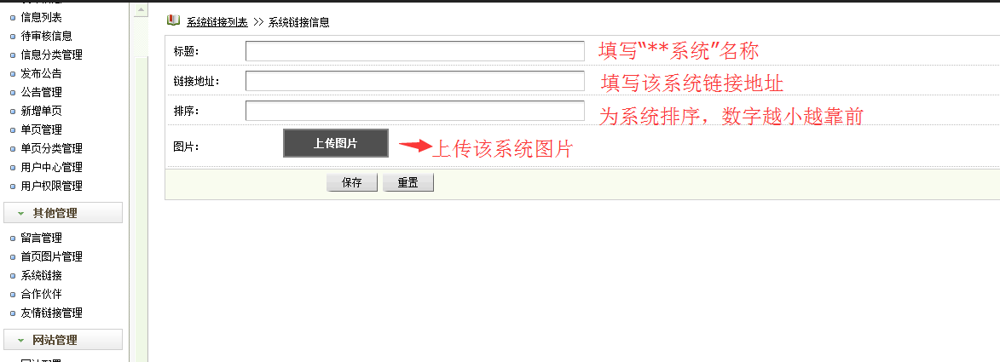 信息列表
待审核信息
信息分类管理
发布公告
公告管理
新增单页
单页管理
单页分类管理
用户中心管理
用户权限管理
其他管理
留言管理
首页图片管理
系统链接
合作伙伴
友情链接管理
网站管理
系统链接列表 >> 系统链接信息
标题： 填写“**系统”名称
链接地址： 填写该系统链接地址
排序： 为系统排序，数字越小越靠前
图片： 上传图片 上传该系统图片
保存 重置